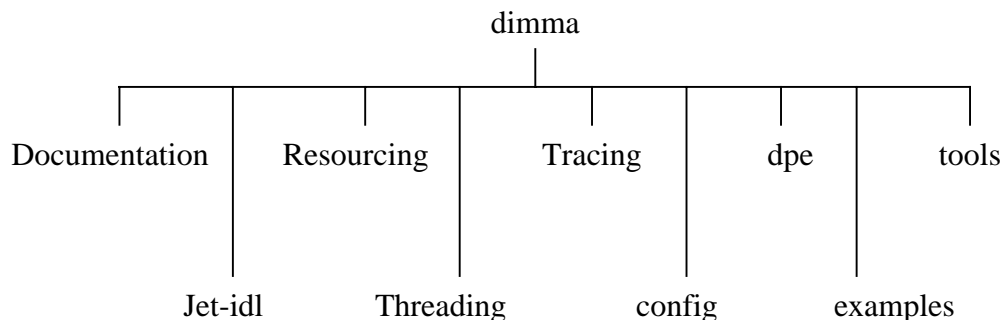 dimma
Documentation Resourcing Tracing dpe tools
Jet-idl Threading config examples